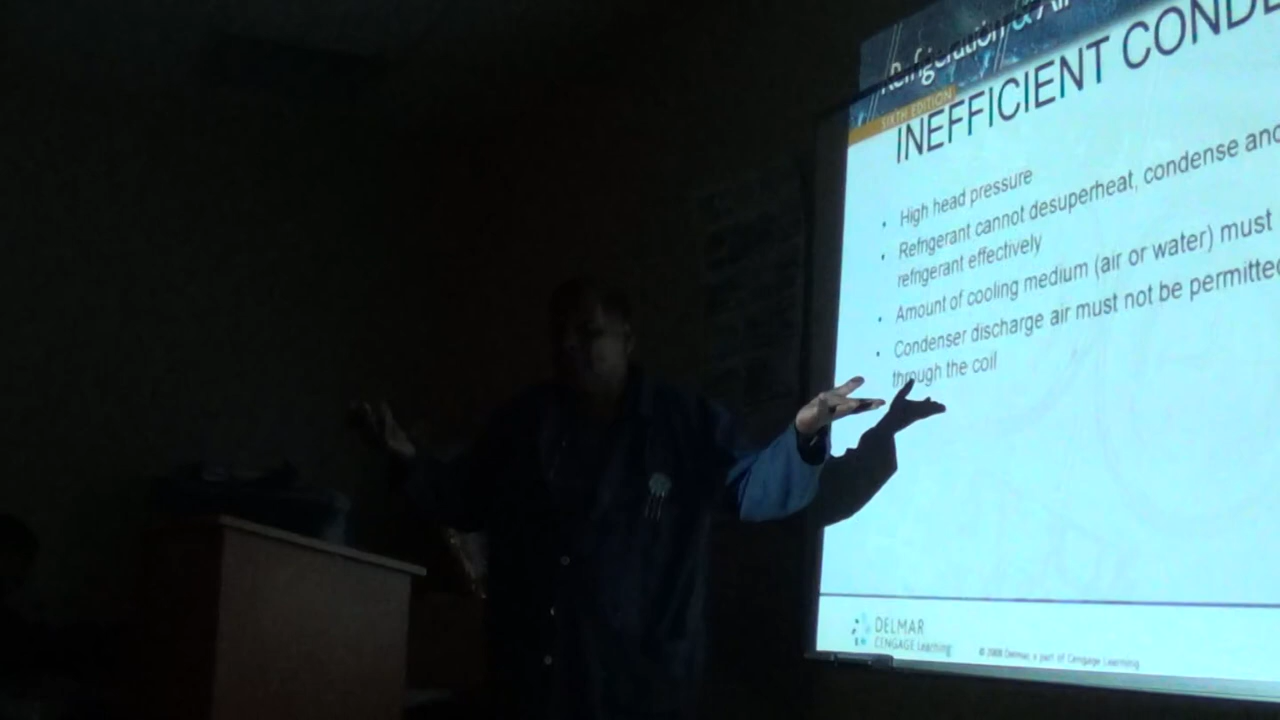 Refrigeration & Air
SIXTH EDITION
INEFFICIENT COND
• High head pressure
• Refrigerant cannot desuperheat, condense and
refrigerant effectively
• Amount of cooling medium (air or water) must
• Condenser discharge air must not be permitted
through the coil
DELMAR
CENGAGE Learning
© 2009 Delmar, a part of Cengage Learning